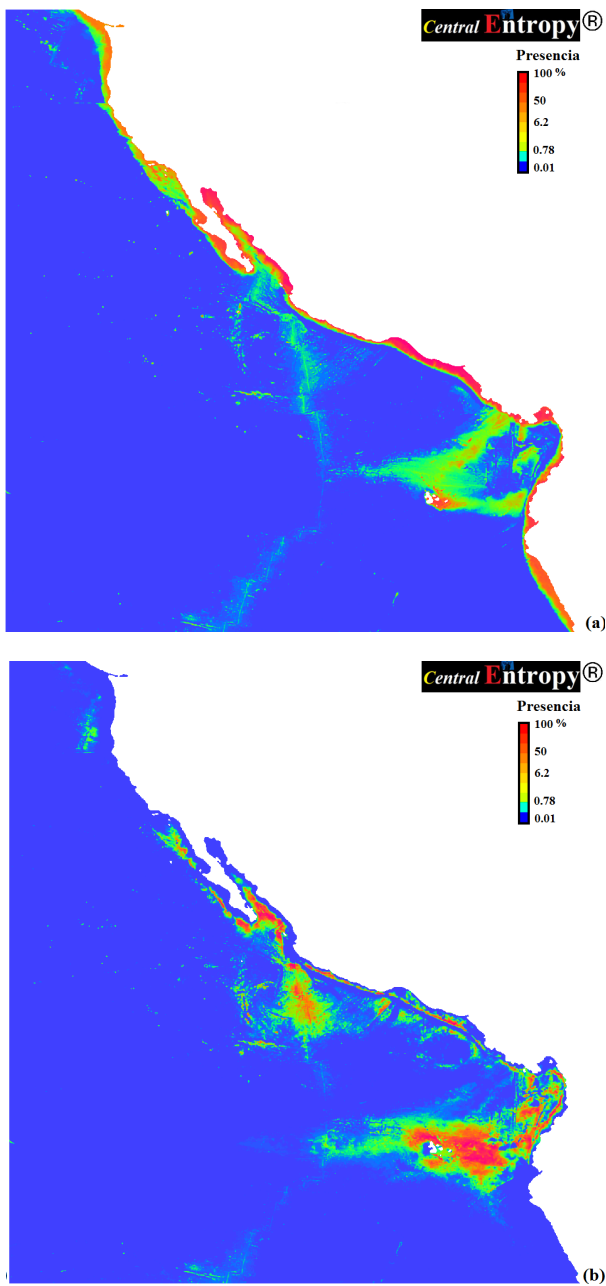 Central Entropy®
Presencia
100 %
50
6.2
0.78
0.01
(a)
Central Entropy®
Presencia
100 %
50
6.2
0.78
0.01
(b)